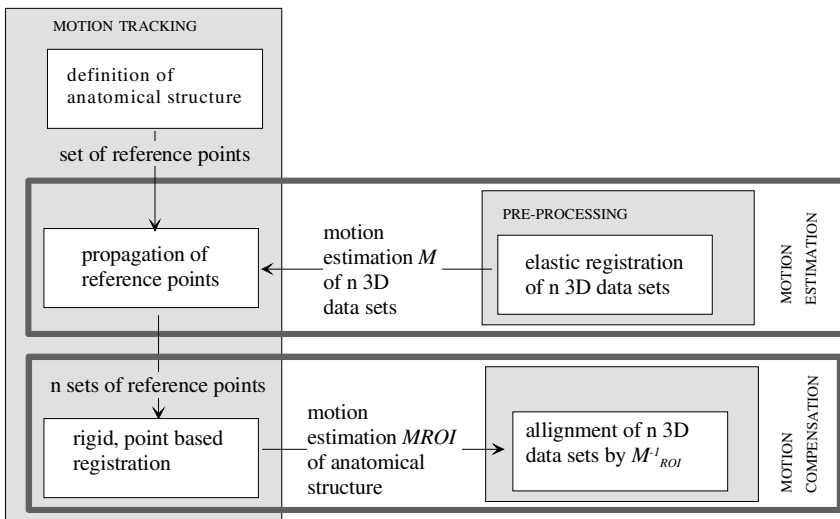 MOTION TRACKING
definition of
anatomical structure
set of reference points
PRE-PROCESSING
motion
estimation M
of n 3D
data sets
propagation of
reference points
elastic registration
of n 3D data sets
MOTION
ESTIMATION
n sets of reference points
rigid, point based
registration
motion
estimation MROI
of anatomical
structure
allignment of n 3D
data sets by M-1ROI
MOTION
COMPENSATION